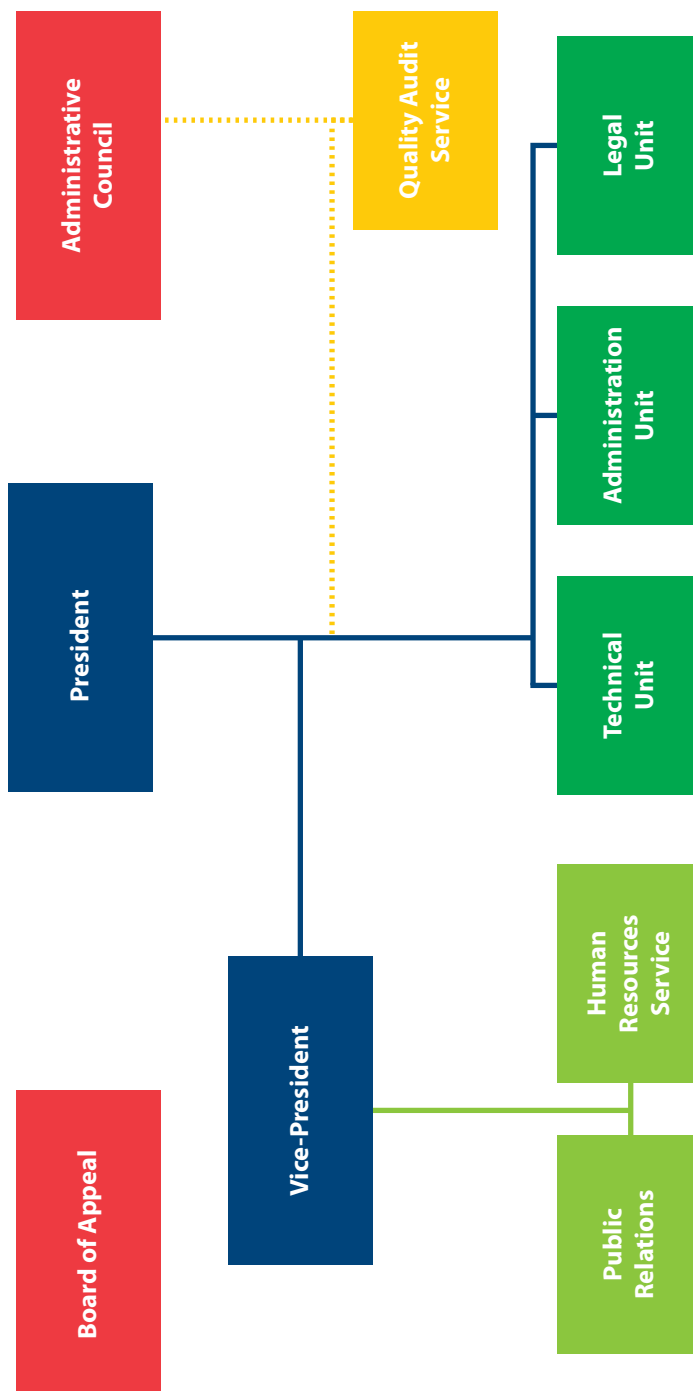 Board of Appeal
President
Administrative
Council
Vice-President
Quality Audit
Service
Public
Relations
Human
Resources
Service
Technical
Unit
Administration
Unit
Legal
Unit